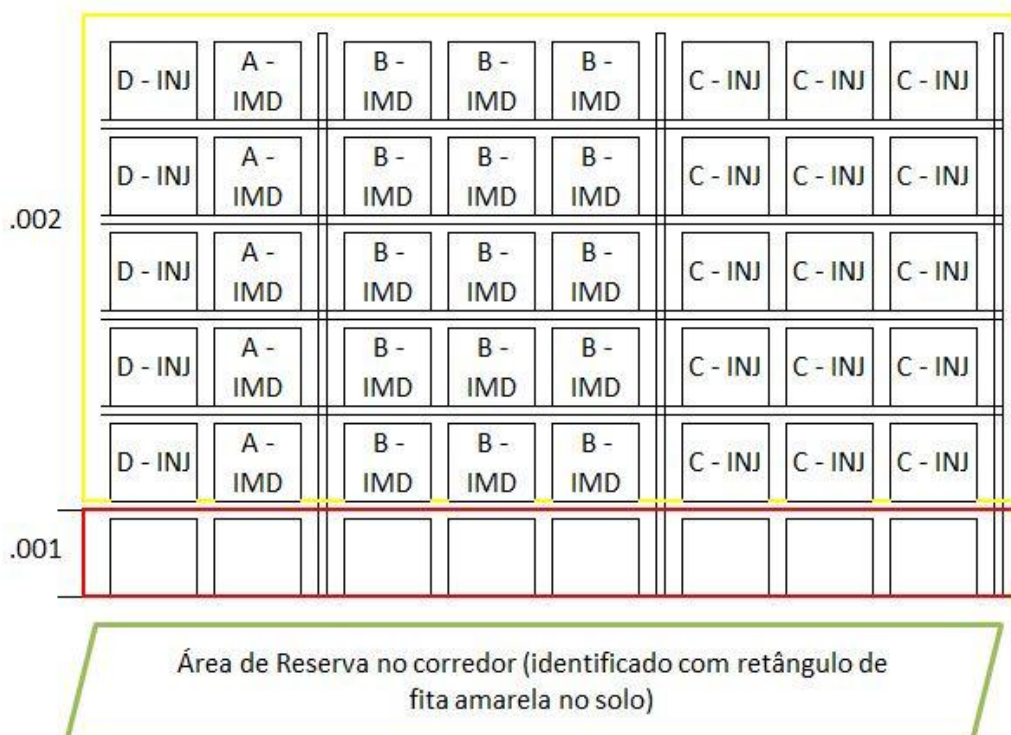 D - INJ A - IMD B - IMD B - IMD B - IMD C - INJ C - INJ C - INJ
D - INJ A - IMD B - IMD B - IMD B - IMD C - INJ C - INJ C - INJ
.002
D - INJ A - IMD B - IMD B - IMD B - IMD C - INJ C - INJ C - INJ
D - INJ A - IMD B - IMD B - IMD B - IMD C - INJ C - INJ C - INJ
D - INJ A - IMD B - IMD B - IMD B - IMD C - INJ C - INJ C - INJ
.001
Área de Reserva no corredor (identificado com retângulo de
fita amarela no solo)